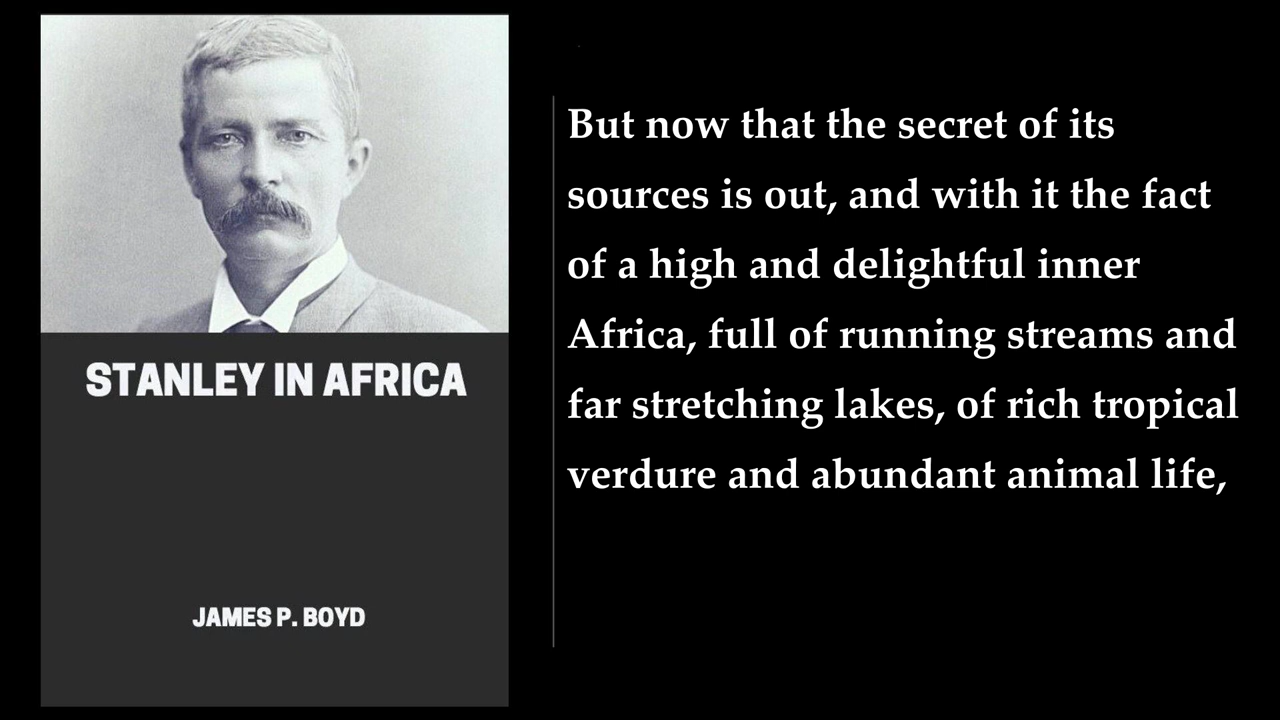 STANLEY IN AFRICA
JAMES P. BOYD
But now that the secret of its
sources is out, and with it the fact
of a high and delightful inner
Africa, full of running streams and
far stretching lakes, of rich tropical
verdure and abundant animal life,